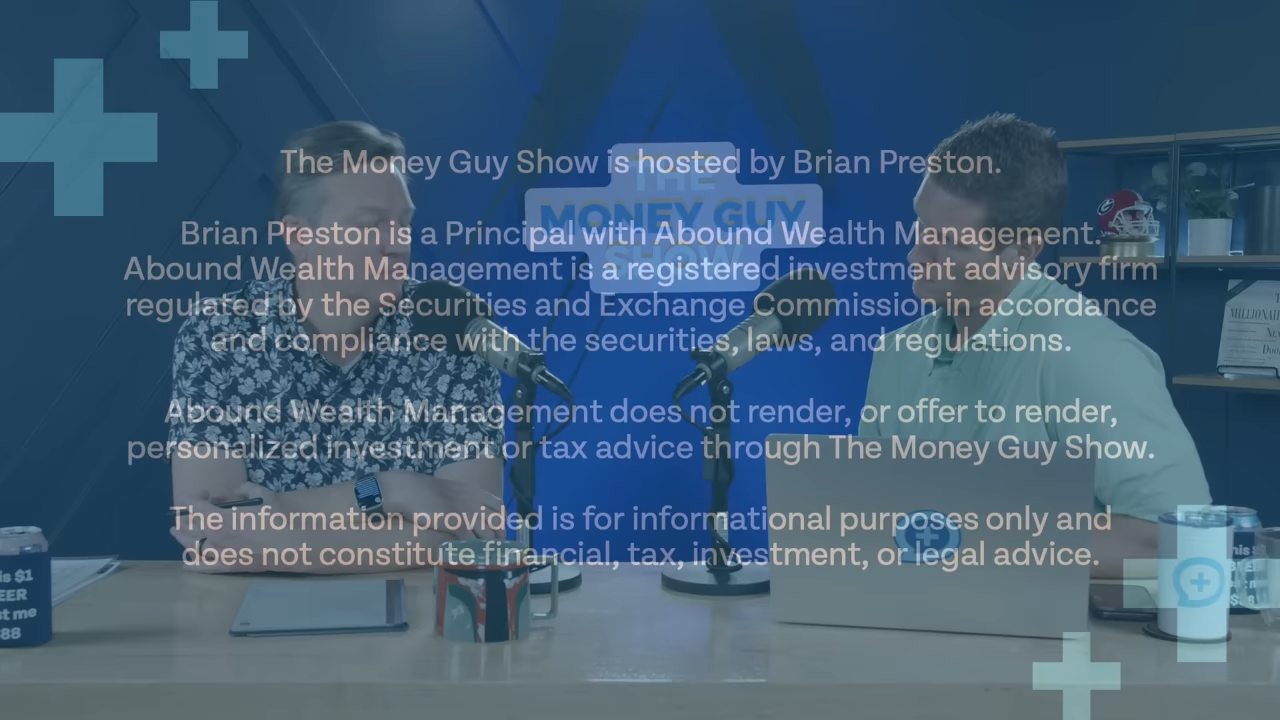 The Money Guy Show is hosted by Brian Preston.
THE
MONEY GUY
SHOW
Brian Preston is a Principal with Abound Wealth Management.
Abound Wealth Management is a registered investment advisory firm
regulated by the Securities and Exchange Commission in accordance
and compliance with the securities, laws, and regulations.
Abound Wealth Management does not render, or offer to render,
personalized investment or tax advice through The Money Guy Show.
The information provided is for informational purposes only and
does not constitute financial, tax, investment, or legal advice.